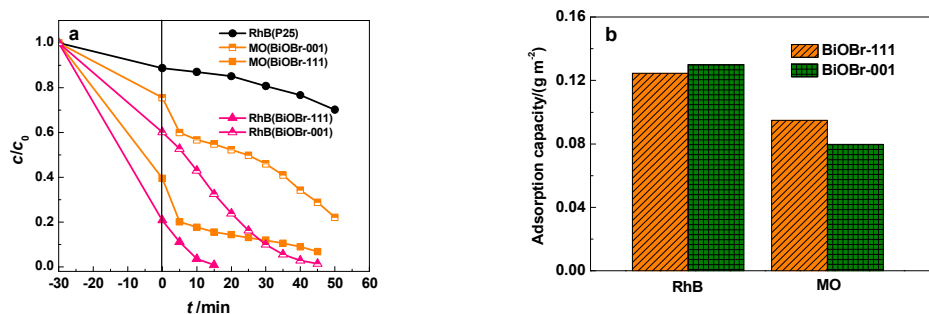 a
RhB(P25)
MO(BiOBr-001)
MO(BiOBr-111)
RhB(BiOBr-111)
RhB(BiOBr-001)
1.0
0.8
0.6
0.4
0.2
0.0
c/c0
-30 -20 -10 0 10 20 30 40 50 60
t /min
b
BiOBr-111
BiOBr-001
0.16
0.12
0.08
0.04
0.00
Adsorption capacity/(g m-2)
RhB MO